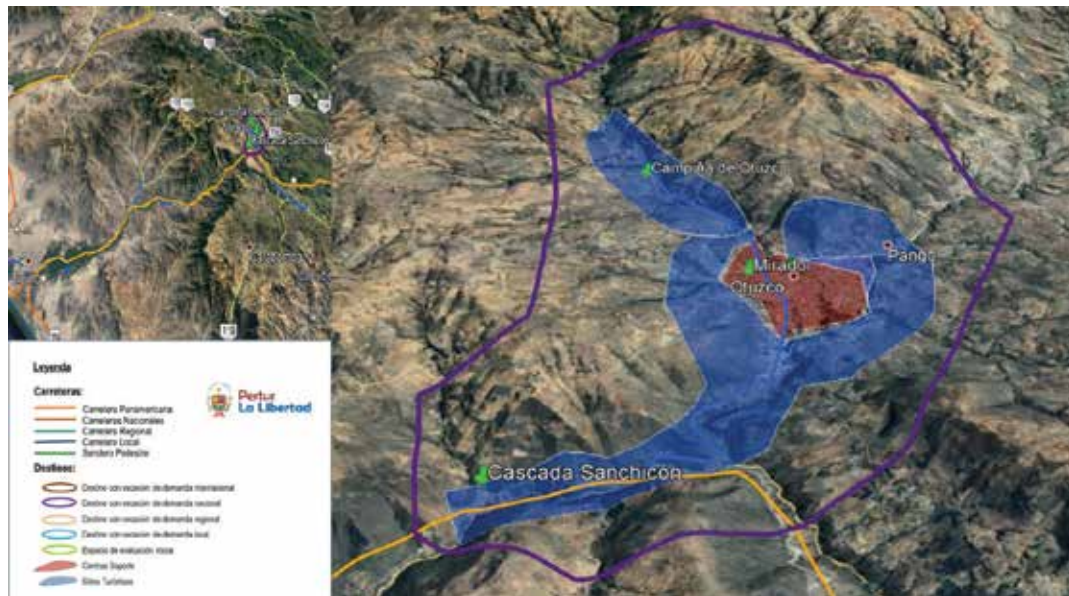 Campiña de Otuzco
Mirador
Otuzco
Pango
Cascada Sanchicón
Leyenda
Pertur
La Libertad
Carreteras:
Carretera Panamericana
Carreteras Nacionales
Carretera Regional
Carretera Local
Sendero Peatonal
Destinos:
Destino con vocación de demanda internacional
Destino con vocación de demanda nacional
Destino con vocación de demanda regional
Destino con vocación de demanda local
Espacio de evaluación inicial
Centros Soporte
Sitios Turísticos